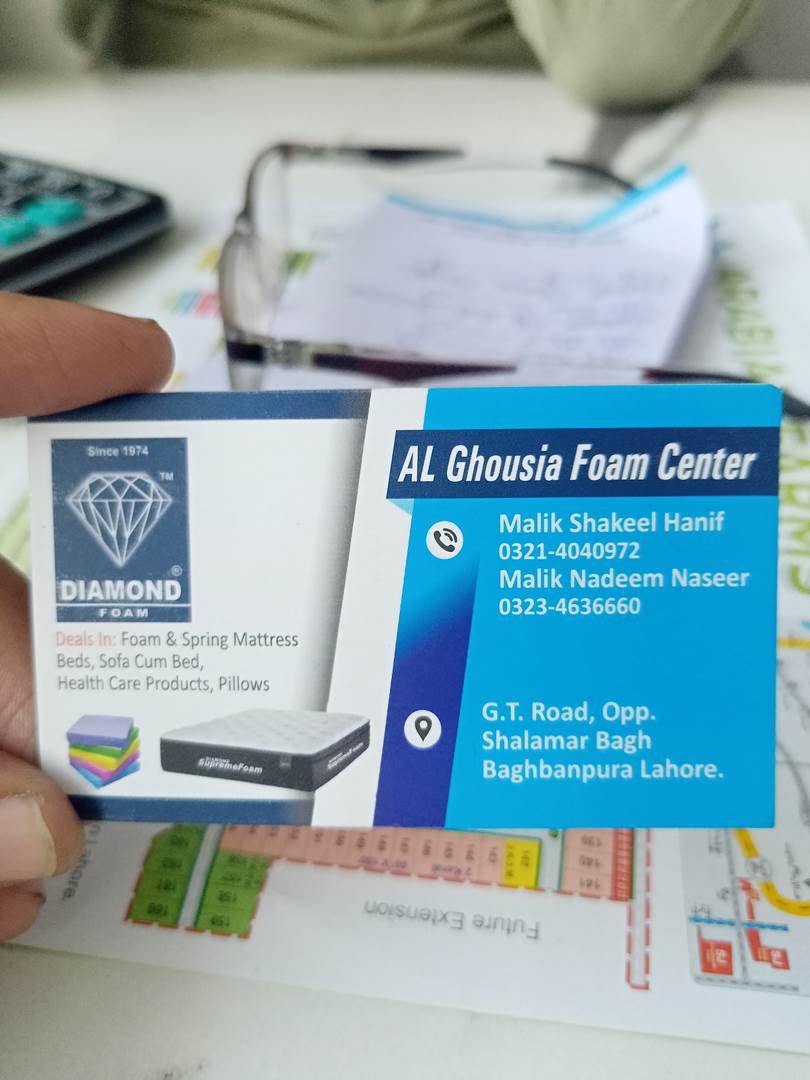 Since 1974
TM
®
DIAMOND
FOAM
Deals In: Foam & Spring Mattress
Beds, Sofa Cum Bed,
Health Care Products, Pillows
SupremeFoam
AL Ghousia Foam Center
Malik Shakeel Hanif
0321-4040972
Malik Nadeem Naseer
0323-4636660
G.T. Road, Opp.
Shalamar Bagh
Baghbanpura Lahore.
Future Extension